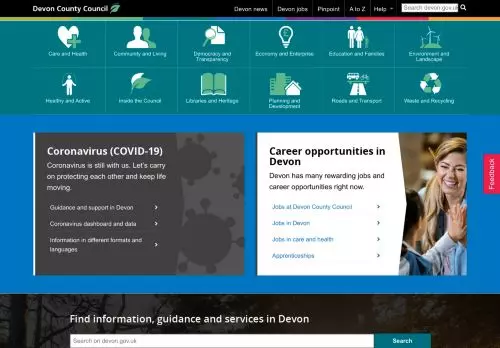 Devon County Council
Devon news
Devon jobs
Pinpoint
A to Z
Help
Search devon.gov.uk
Care and Health
Community and Living
Democracy and
Transparency
Economy and Enterprise
Education and Families
Environment and
Landscape
Healthy and Active
Inside the Council
Libraries and Heritage
Planning and
Development
Roads and Transport
Waste and Recycling
Coronavirus (COVID-19)
Coronavirus is still with us. Let's carry
on protecting each other and keep life
moving.
Guidance and support in Devon
Coronavirus dashboard and data
Information in different formats and
languages
Career opportunities in
Devon
Devon has many rewarding jobs and
career opportunities right now.
Jobs at Devon County Council
Jobs in Devon
Jobs in care and health
Apprenticeships
Feedback
Find information, guidance and services in Devon
Search on devon.gov.uk
Search